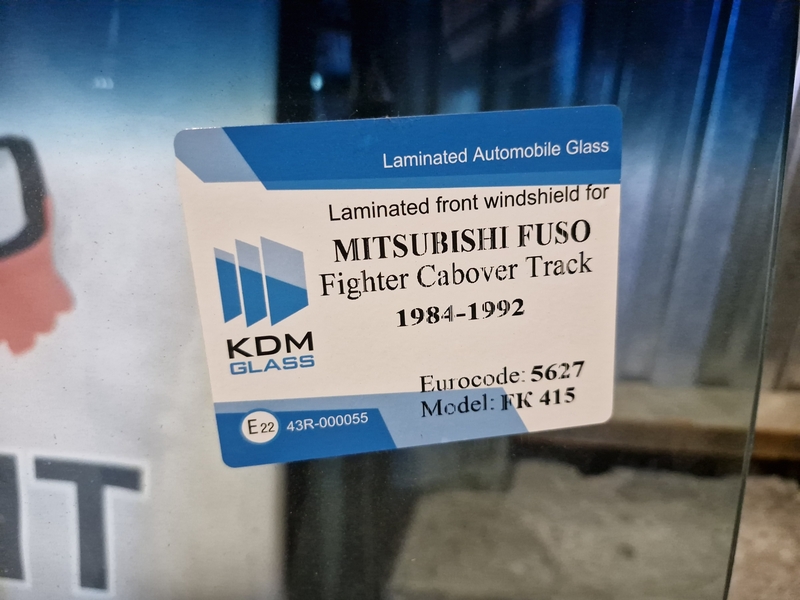 Laminated Automobile Glass
Laminated front windshield for
MITSUBISHI FUSO
Fighter Cabover Track
1984-1992
KDM
GLASS
Eurocode: 5627
Model: FK 415
E22 43R-000055
NT